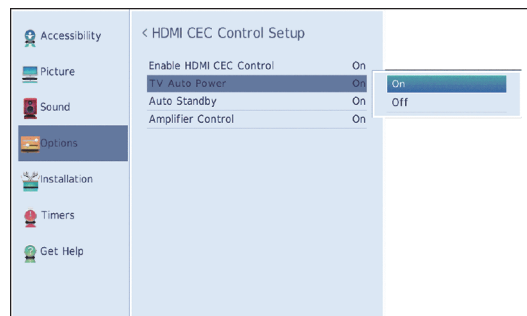 Accessibility
Picture
Sound
Options
Installation
Timers
Get Help
< HDMI CEC Control Setup
Enable HDMI CEC Control On
TV Auto Power On
Auto Standby On
Amplifier Control On
On
Off